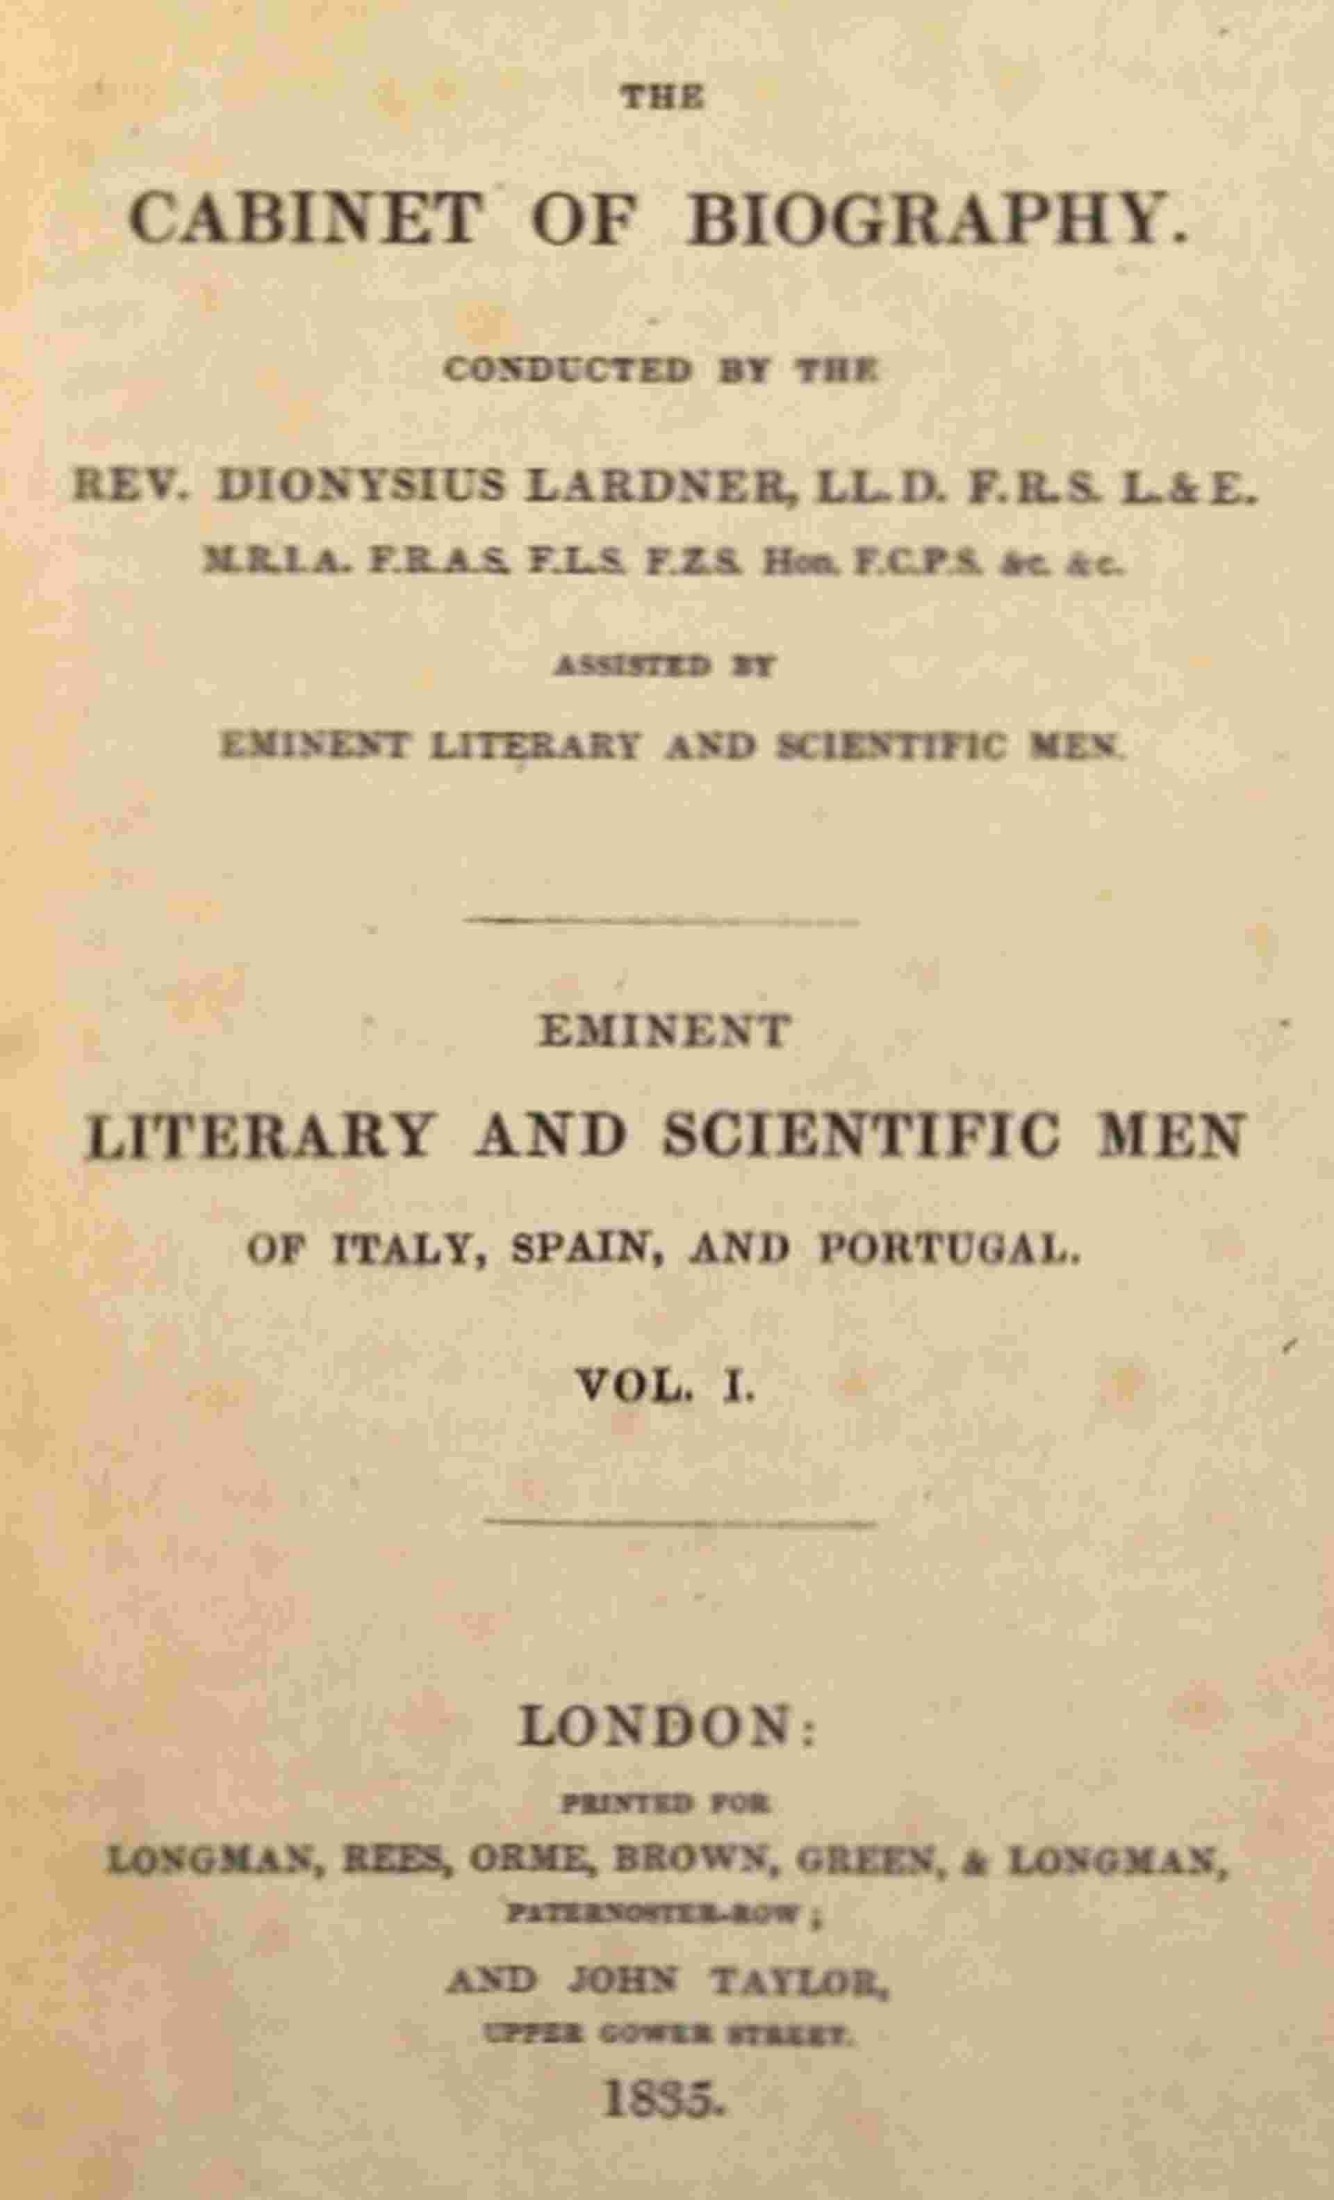 THE
CABINET OF BIOGRAPHY.
CONDUCTED BY THE
REV. DIONYSIUS LARDNER, LL.D. F.R.S. L.& E.
M.R.I.A. F.R.A.S. F.L.S. F.Z.S. Hon. F.C.P.S. &c. &c.
ASSISTED BY
EMINENT LITERARY AND SCIENTIFIC MEN.
EMINENT
LITERARY AND SCIENTIFIC MEN
OF ITALY, SPAIN, AND PORTUGAL.
VOL. I.
LONDON:
PRINTED FOR
LONGMAN, REES, ORME, BROWN, GREEN, & LONGMAN,
PATERNOSTER-ROW;
AND JOHN TAYLOR,
UPPER GOWER STREET.
1835.